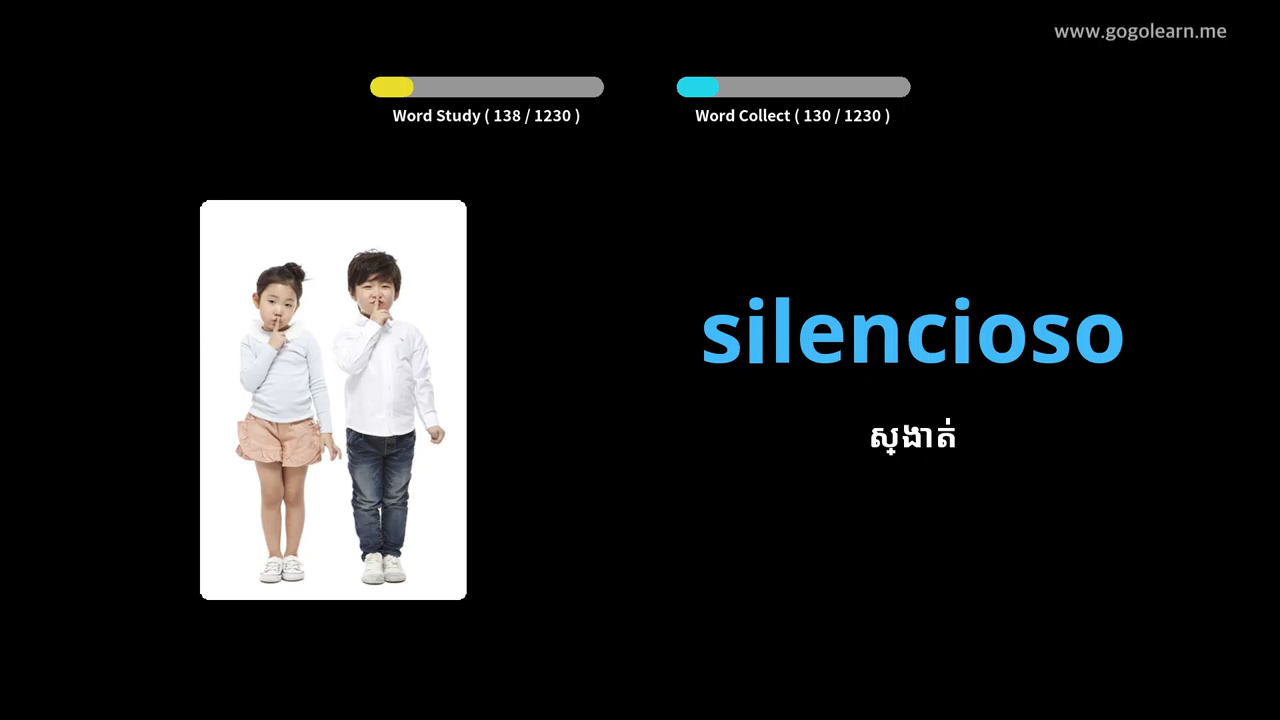 www.gogolearn.me
Word Study ( 138 / 1230 )
Word Collect ( 130 / 1230 )
silencioso
ស្ងាត់